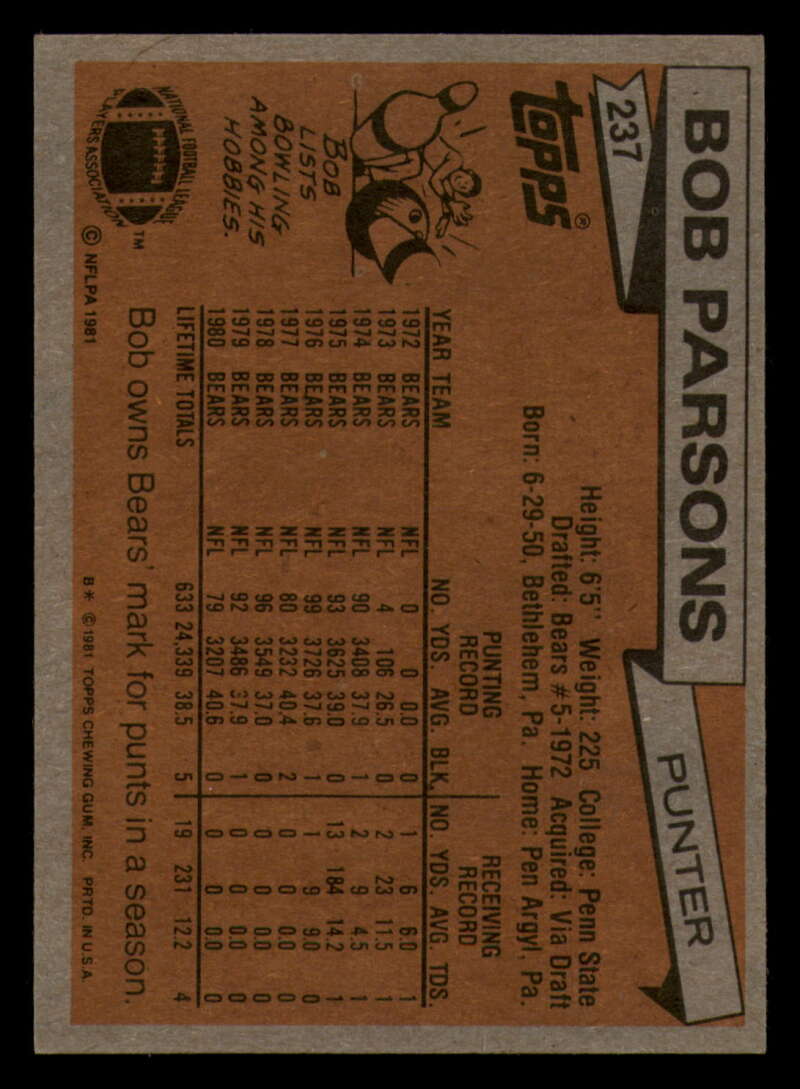 BOB PARSONS
PUNTER
237
TOPPS®
Height: 6'5" Weight: 225 College: Penn State
Drafted: Bears #5-1972 Acquired: Via Draft
Born: 6-29-50, Bethlehem, Pa. Home: Pen Argyl, Pa.
PUNTING RECORD RECEIVING RECORD
YEAR TEAM NO. YDS. AVG. BLK. NO. YDS. AVG. TDS.
1972 BEARS NFL 0 0 0.0 0 1 6 6.0 1
1973 BEARS NFL 4 106 26.5 0 2 23 11.5 1
1974 BEARS NFL 90 3408 37.9 1 2 9 4.5 1
1975 BEARS NFL 93 3625 39.0 0 13 184 14.2 1
1976 BEARS NFL 99 3726 37.6 1 1 9 9.0 0
1977 BEARS NFL 80 3232 40.4 2 0 0 0.0 0
1978 BEARS NFL 96 3549 37.0 0 0 0 0.0 0
1979 BEARS NFL 92 3486 37.9 1 0 0 0.0 0
1980 BEARS NFL 79 3207 40.6 0 0 0 0.0 0
LIFETIME TOTALS 633 24,339 38.5 5 19 231 12.2 4
Bob owns Bears' mark for punts in a season.
BOB
LISTS
BOWLING
AMONG HIS
HOBBIES.
NATIONAL FOOTBALL LEAGUE
PLAYERS ASSOCIATION
™
© NFLPA 1981
B* ©1981 TOPPS CHEWING GUM, INC. PRTD. IN U.S.A.